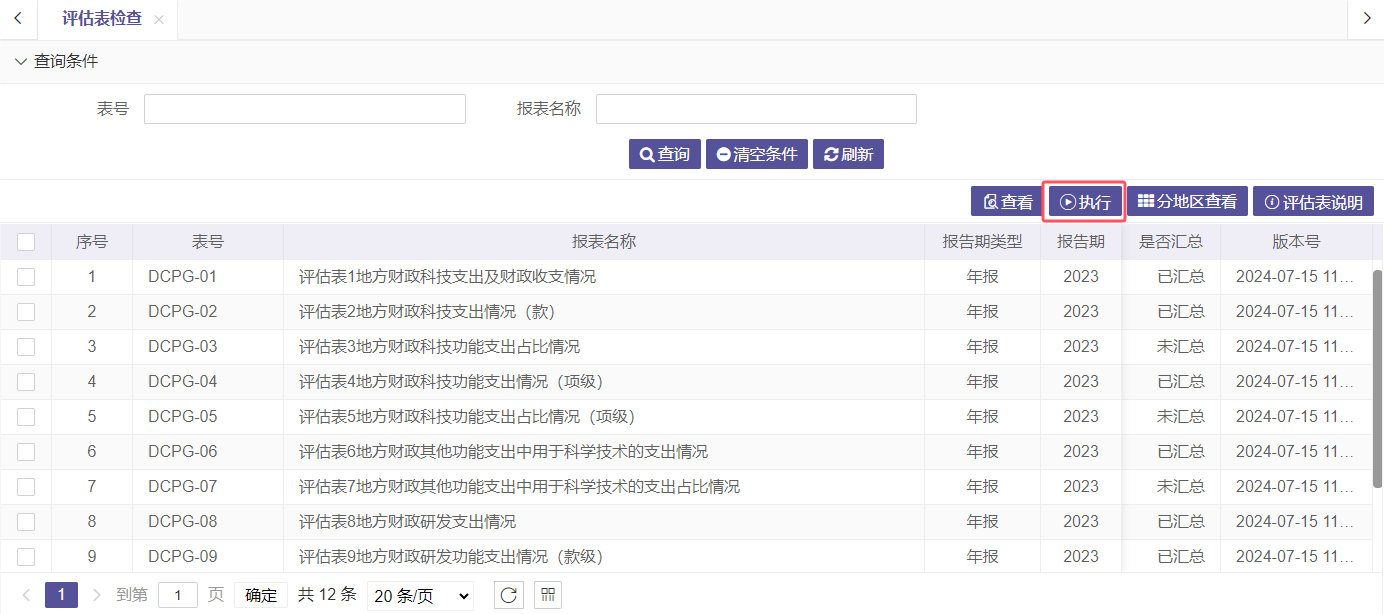 评估表检查
查询条件
表号 报表名称
查询 清空条件 刷新
查看 执行 分地区查看 评估表说明
序号 表号 报表名称 报告期类型 报告期 是否汇总 版本号
1 DCPG-01 评估表1地方财政科技支出及财政收支情况 年报 2023 已汇总 2024-07-15 11...
2 DCPG-02 评估表2地方财政科技支出情况（款） 年报 2023 已汇总 2024-07-15 11...
3 DCPG-03 评估表3地方财政科技功能支出占比情况 年报 2023 未汇总 2024-07-15 11...
4 DCPG-04 评估表4地方财政科技功能支出情况（项级） 年报 2023 已汇总 2024-07-15 11...
5 DCPG-05 评估表5地方财政科技功能支出占比情况（项级） 年报 2023 未汇总 2024-07-15 11...
6 DCPG-06 评估表6地方财政其他功能支出中用于科学技术的支出情况 年报 2023 已汇总 2024-07-15 11...
7 DCPG-07 评估表7地方财政其他功能支出中用于科学技术的支出占比情况 年报 2023 未汇总 2024-07-15 11...
8 DCPG-08 评估表8地方财政研发支出情况 年报 2023 已汇总 2024-07-15 11...
9 DCPG-09 评估表9地方财政研发功能支出情况（款级） 年报 2023 已汇总 2024-07-15 11...
1 到第 1 页 确定 共 12 条 20 条/页